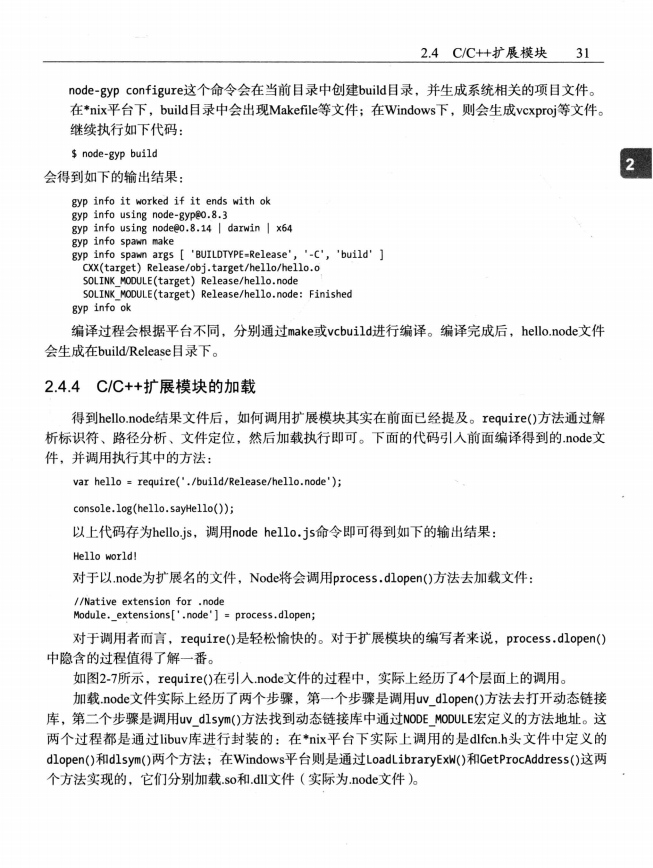 2.4 C/C++扩展模块 31
node-gyp configure这个命令会在当前目录中创建build目录，并生成系统相关的项目文件。
在*nix平台下，build目录中会出现Makefile等文件；在Windows下，则会生成vcxproj等文件。
继续执行如下代码：
$ node-gyp build
2
会得到如下的输出结果：
gyp info it worked if it ends with ok
gyp info using node-gyp@0.8.3
gyp info using node@0.8.14 | darwin | x64
gyp info spawn make
gyp info spawn args [ 'BUILDTYPE=Release', '-C', 'build' ]
CXX(target) Release/obj.target/hello/hello.o
SOLINK_MODULE(target) Release/hello.node
SOLINK_MODULE(target) Release/hello.node: Finished
gyp info ok
编译过程会根据平台不同，分别通过make或vcbuild进行编译。编译完成后，hello.node文件
会生成在build/Release目录下。
2.4.4 C/C++扩展模块的加载
得到hello.node结果文件后，如何调用扩展模块其实在前面已经提及。require()方法通过解
析标识符、路径分析、文件定位，然后加载执行即可。下面的代码引入前面编译得到的.node文
件，并调用执行其中的方法：
var hello = require('./build/Release/hello.node');
console.log(hello.sayHello());
以上代码存为hello.js，调用node hello.js命令即可得到如下的输出结果：
Hello world!
对于以.node为扩展名的文件，Node将会调用process.dlopen()方法去加载文件：
//Native extension for .node
Module._extensions['.node'] = process.dlopen;
对于调用者而言，require()是轻松愉快的。对于扩展模块的编写者来说，process.dlopen()
中隐含的过程值得了解一番。
如图2-7所示，require()在引入.node文件的过程中，实际上经历了4个层面上的调用。
加载.node文件实际上经历了两个步骤，第一个步骤是调用uv_dlopen()方法去打开动态链接
库，第二个步骤是调用uv_dlsym()方法找到动态链接库中通过NODE_MODULE宏定义的方法地址。这
两个过程都是通过libuv库进行封装的：在*nix平台下实际上调用的是dlfcn.h头文件中定义的
dlopen()和dlsym()两个方法；在Windows平台则是通过LoadLibraryExW()和GetProcAddress()这两
个方法实现的，它们分别加载.so和.dll文件（实际为.node文件）。